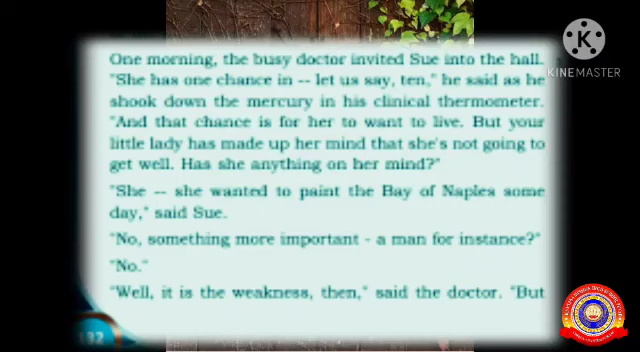 One morning, the busy doctor invited Sue into the hall.
"She has one chance in -- let us say, ten," he said as he
shook down the mercury in his clinical thermometer.
"And that chance is for her to want to live. But your
little lady has made up her mind that she's not going to
get well. Has she anything on her mind?"
"She -- she wanted to paint the Bay of Naples some
day," said Sue.
"No, something more important - a man for instance?"
"No."
"Well, it is the weakness, then," said the doctor. "But
132
KINEMASTER